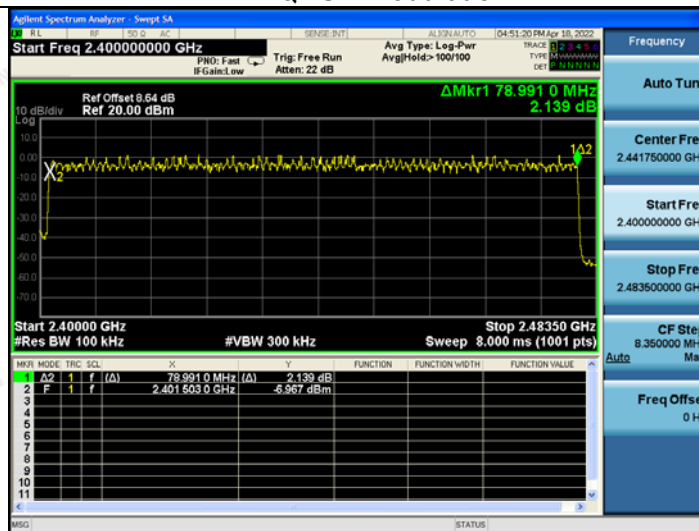 Agilent Spectrum Analyzer - Swept SA
RL RF 50 Ω AC SENSE:INT ALIGN AUTO 04:51:20 PM Apr 18, 2022
Start Freq 2.400000000 GHz
PNO: Fast
IFGain:Low
Trig: Free Run
Atten: 22 dB
Avg Type: Log-Pwr
Avg|Hold:> 100/100
TRACE 1 2 3 4 5 6
TYPE M
DET P N N N N N
Ref Offset 8.64 dB
Ref 20.00 dBm
10 dB/div
Log
ΔMkr1 78.991 0 MHz
2.139 dB
10.0
0.00
-10.0
-20.0
-30.0
-40.0
-50.0
-60.0
-70.0
1Δ2
X2
Start 2.40000 GHz
Stop 2.48350 GHz
#Res BW 100 kHz
#VBW 300 kHz
Sweep 8.000 ms (1001 pts)
MKR MODE TRC SCL X Y FUNCTION FUNCTION WIDTH FUNCTION VALUE
1 Δ2 1 f (Δ) 78.991 0 MHz (Δ) 2.139 dB
2 F 1 f 2.401 503 0 GHz -6.967 dBm
3
4
5
6
7
8
9
10
11
MSG
STATUS
Frequency
Auto Tun
Center Fre
2.441750000 GH
Start Fre
2.400000000 GH
Stop Fre
2.483500000 GH
CF Ste
8.350000 MH
Auto Ma
Freq Offse
0 H